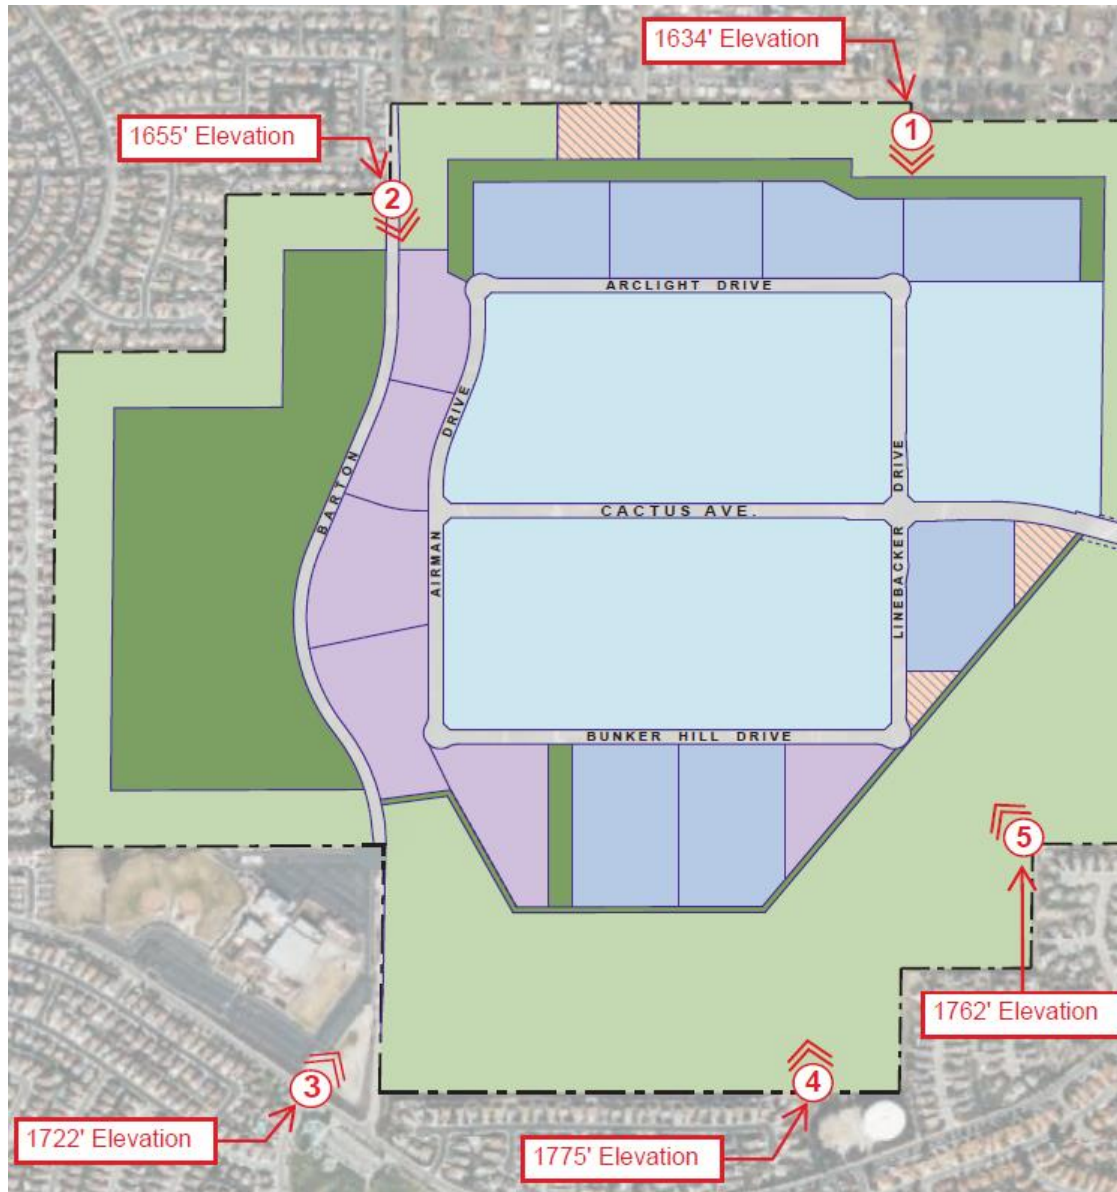 1634' Elevation
1
1655' Elevation
2
ARCLIGHT DRIVE
DRIVE
BARTON
DRIVE
CACTUS AVE.
AIRMAN
LINEBACKER
BUNKER HILL DRIVE
5
1762' Elevation
3
4
1722' Elevation
1775' Elevation